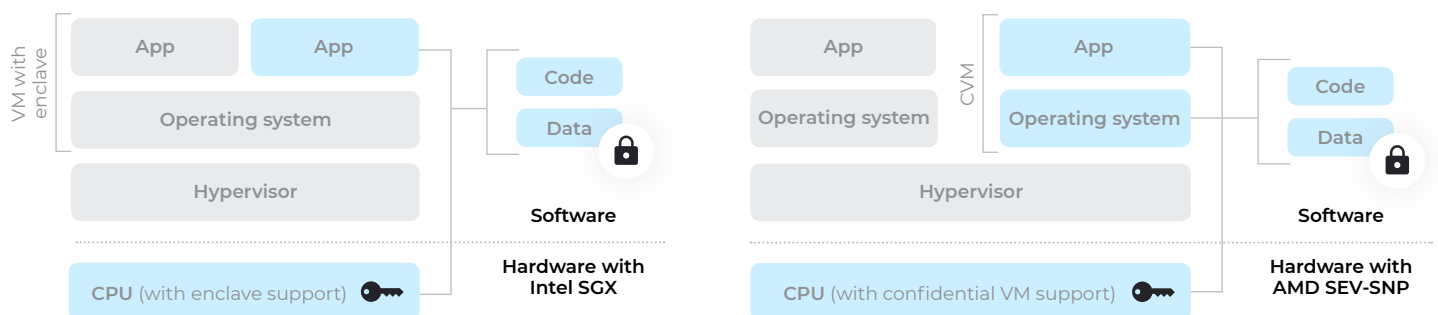 VM with
enclave
App
App
Operating system
Hypervisor
Code
Data
Software
Hardware with
Intel SGX
CPU (with enclave support)
App
Operating system
CVM
App
Operating system
Hypervisor
Code
Data
Software
Hardware with
AMD SEV-SNP
CPU (with confidential VM support)